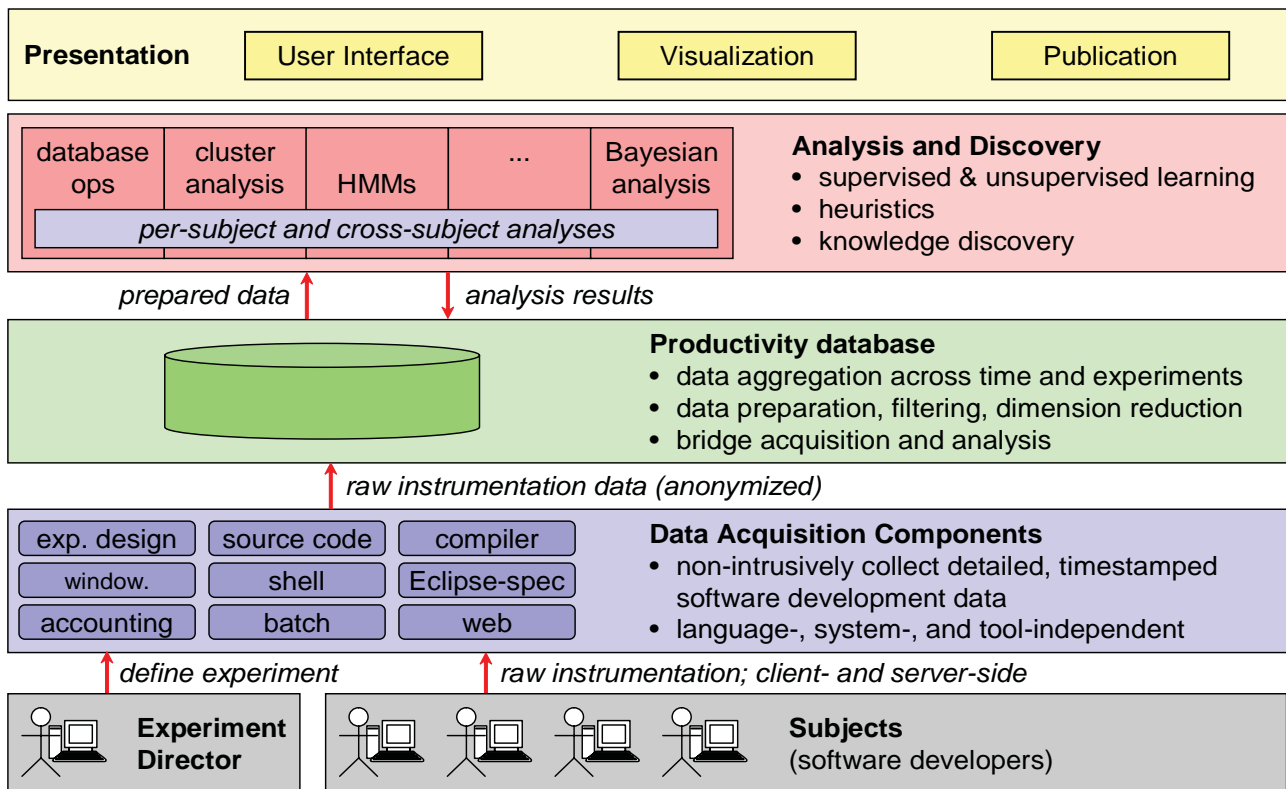 Presentation
User Interface
Visualization
Publication
database ops
cluster analysis
HMMs
...
Bayesian analysis
per-subject and cross-subject analyses
Analysis and Discovery
• supervised & unsupervised learning
• heuristics
• knowledge discovery
prepared data
analysis results
Productivity database
• data aggregation across time and experiments
• data preparation, filtering, dimension reduction
• bridge acquisition and analysis
raw instrumentation data (anonymized)
exp. design
source code
compiler
window.
shell
Eclipse-spec
accounting
batch
web
Data Acquisition Components
• non-intrusively collect detailed, timestamped
software development data
• language-, system-, and tool-independent
define experiment
raw instrumentation; client- and server-side
Experiment
Director
Subjects
(software developers)